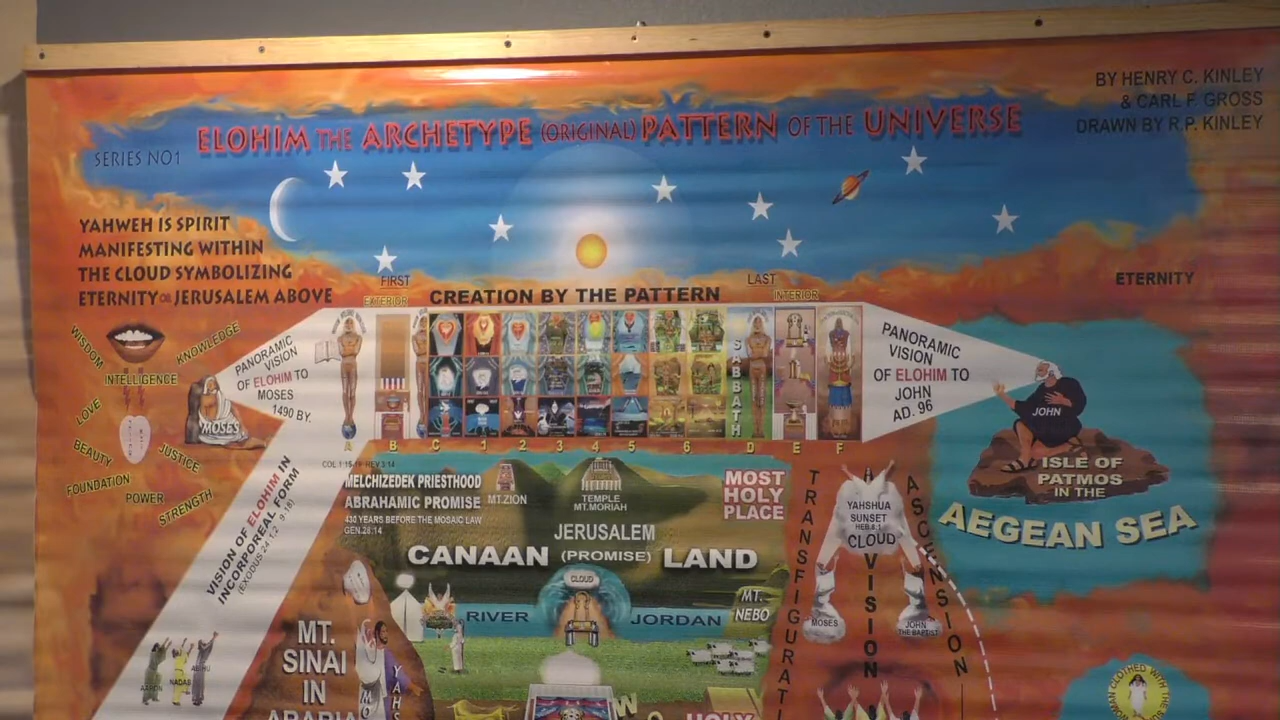 BY HENRY C. KINLEY
& CARL F. GROSS
DRAWN BY R.P. KINLEY
ELOHIM THE ARCHETYPE (ORIGINAL) PATTERN OF THE UNIVERSE
SERIES NO1
YAHWEH IS SPIRIT
MANIFESTING WITHIN
THE CLOUD SYMBOLIZING
ETERNITY OR JERUSALEM ABOVE
FIRST
EXTERIOR
CREATION BY THE PATTERN
LAST
INTERIOR
ETERNITY
WISDOM
KNOWLEDGE
INTELLIGENCE
LOVE
BEAUTY
JUSTICE
FOUNDATION
POWER
STRENGTH
MOSES
PANORAMIC
VISION
OF ELOHIM TO
MOSES
1490 BY.
SABBATH
A B C 1 2 3 4 5 6 D E F
PANORAMIC
VISION
OF ELOHIM TO
JOHN
AD. 96
JOHN
ISLE OF
PATMOS
IN THE
AEGEAN SEA
VISION OF ELOHIM IN
INCORPOREAL FORM
MELCHIZEDEK PRIESTHOOD
ABRAHAMIC PROMISE
430 YEARS BEFORE THE MOSAIC LAW
MT.ZION
TEMPLE
MT.MORIAH
MOST
HOLY
PLACE
JERUSALEM
CANAAN (PROMISE) LAND
CLOUD
RIVER JORDAN
MT.
NEBO
MT.
SINAI
IN
AARON
NADAB
ABIHU
HOLY
YAHSHUA
SUNSET
CLOUD
VISION
ASCENSION
MOSES
JOHN
THE BAPTIST